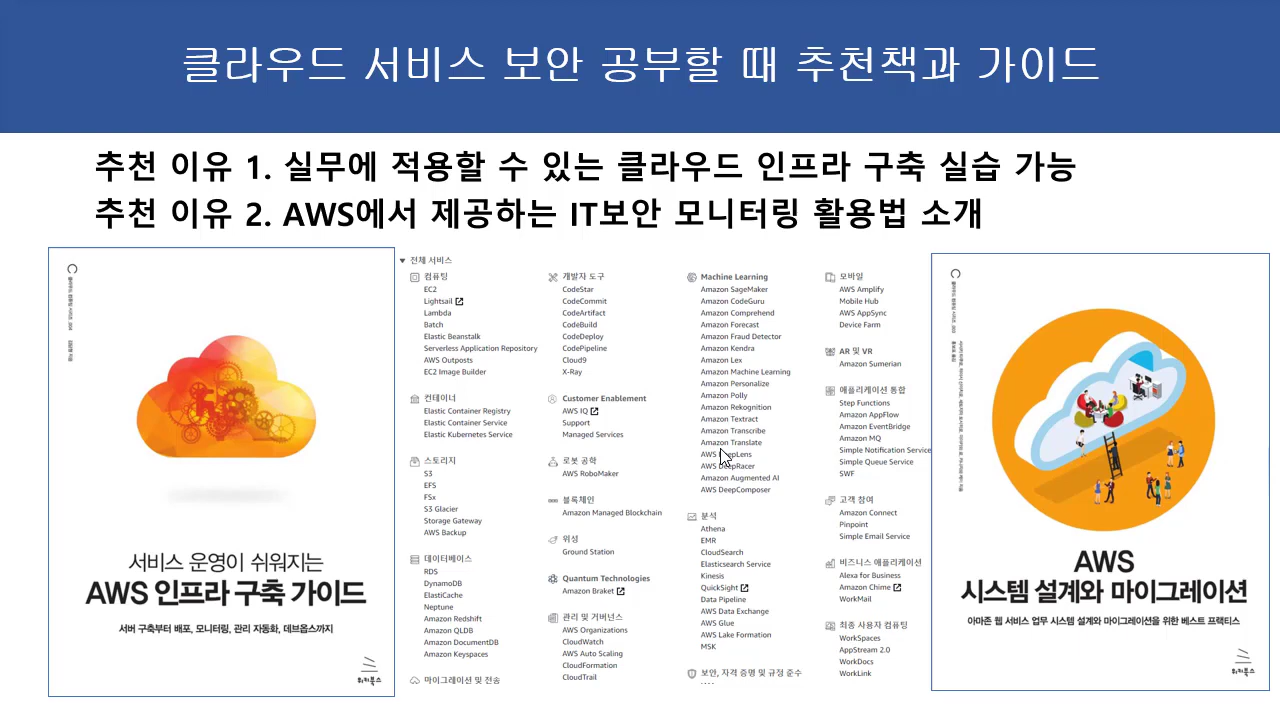 클라우드 서비스 보안 공부할 때 추천책과 가이드
추천 이유 1. 실무에 적용할 수 있는 클라우드 인프라 구축 실습 가능
추천 이유 2. AWS에서 제공하는 IT보안 모니터링 활용법 소개
서비스 운영이 쉬워지는
AWS 인프라 구축 가이드
서버 구축부터 배포, 모니터링, 관리 자동화, 데브옵스까지
위키북스
전체 서비스
컴퓨팅
EC2
Lightsail
Lambda
Batch
Elastic Beanstalk
Serverless Application Repository
AWS Outposts
EC2 Image Builder
컨테이너
Elastic Container Registry
Elastic Container Service
Elastic Kubernetes Service
스토리지
S3
EFS
FSx
S3 Glacier
Storage Gateway
AWS Backup
데이터베이스
RDS
DynamoDB
ElastiCache
Neptune
Amazon Redshift
Amazon QLDB
Amazon DocumentDB
Amazon Keyspaces
마이그레이션 및 전송
개발자 도구
CodeStar
CodeCommit
CodeArtifact
CodeBuild
CodeDeploy
CodePipeline
Cloud9
X-Ray
Customer Enablement
AWS IQ
Support
Managed Services
로봇 공학
AWS RoboMaker
블록체인
Amazon Managed Blockchain
위성
Ground Station
Quantum Technologies
Amazon Braket
관리 및 거버넌스
AWS Organizations
CloudWatch
AWS Auto Scaling
CloudFormation
CloudTrail
Machine Learning
Amazon SageMaker
Amazon CodeGuru
Amazon Comprehend
Amazon Forecast
Amazon Fraud Detector
Amazon Kendra
Amazon Lex
Amazon Machine Learning
Amazon Personalize
Amazon Polly
Amazon Rekognition
Amazon Textract
Amazon Transcribe
Amazon Translate
AWS DeepLens
AWS DeepRacer
Amazon Augmented AI
AWS DeepComposer
분석
Athena
EMR
CloudSearch
Elasticsearch Service
Kinesis
QuickSight
Data Pipeline
AWS Data Exchange
AWS Glue
AWS Lake Formation
MSK
보안, 자격 증명 및 규정 준수
모바일
AWS Amplify
Mobile Hub
AWS AppSync
Device Farm
AR 및 VR
Amazon Sumerian
애플리케이션 통합
Step Functions
Amazon AppFlow
Amazon EventBridge
Amazon MQ
Simple Notification Service
Simple Queue Service
SWF
고객 참여
Amazon Connect
Pinpoint
Simple Email Service
비즈니스 애플리케이션
Alexa for Business
Amazon Chime
WorkMail
최종 사용자 컴퓨팅
WorkSpaces
AppStream 2.0
WorkDocs
WorkLink
AWS
시스템 설계와 마이그레이션
아마존 웹 서비스 업무 시스템 설계와 마이그레이션을 위한 베스트 프랙티스
위키북스